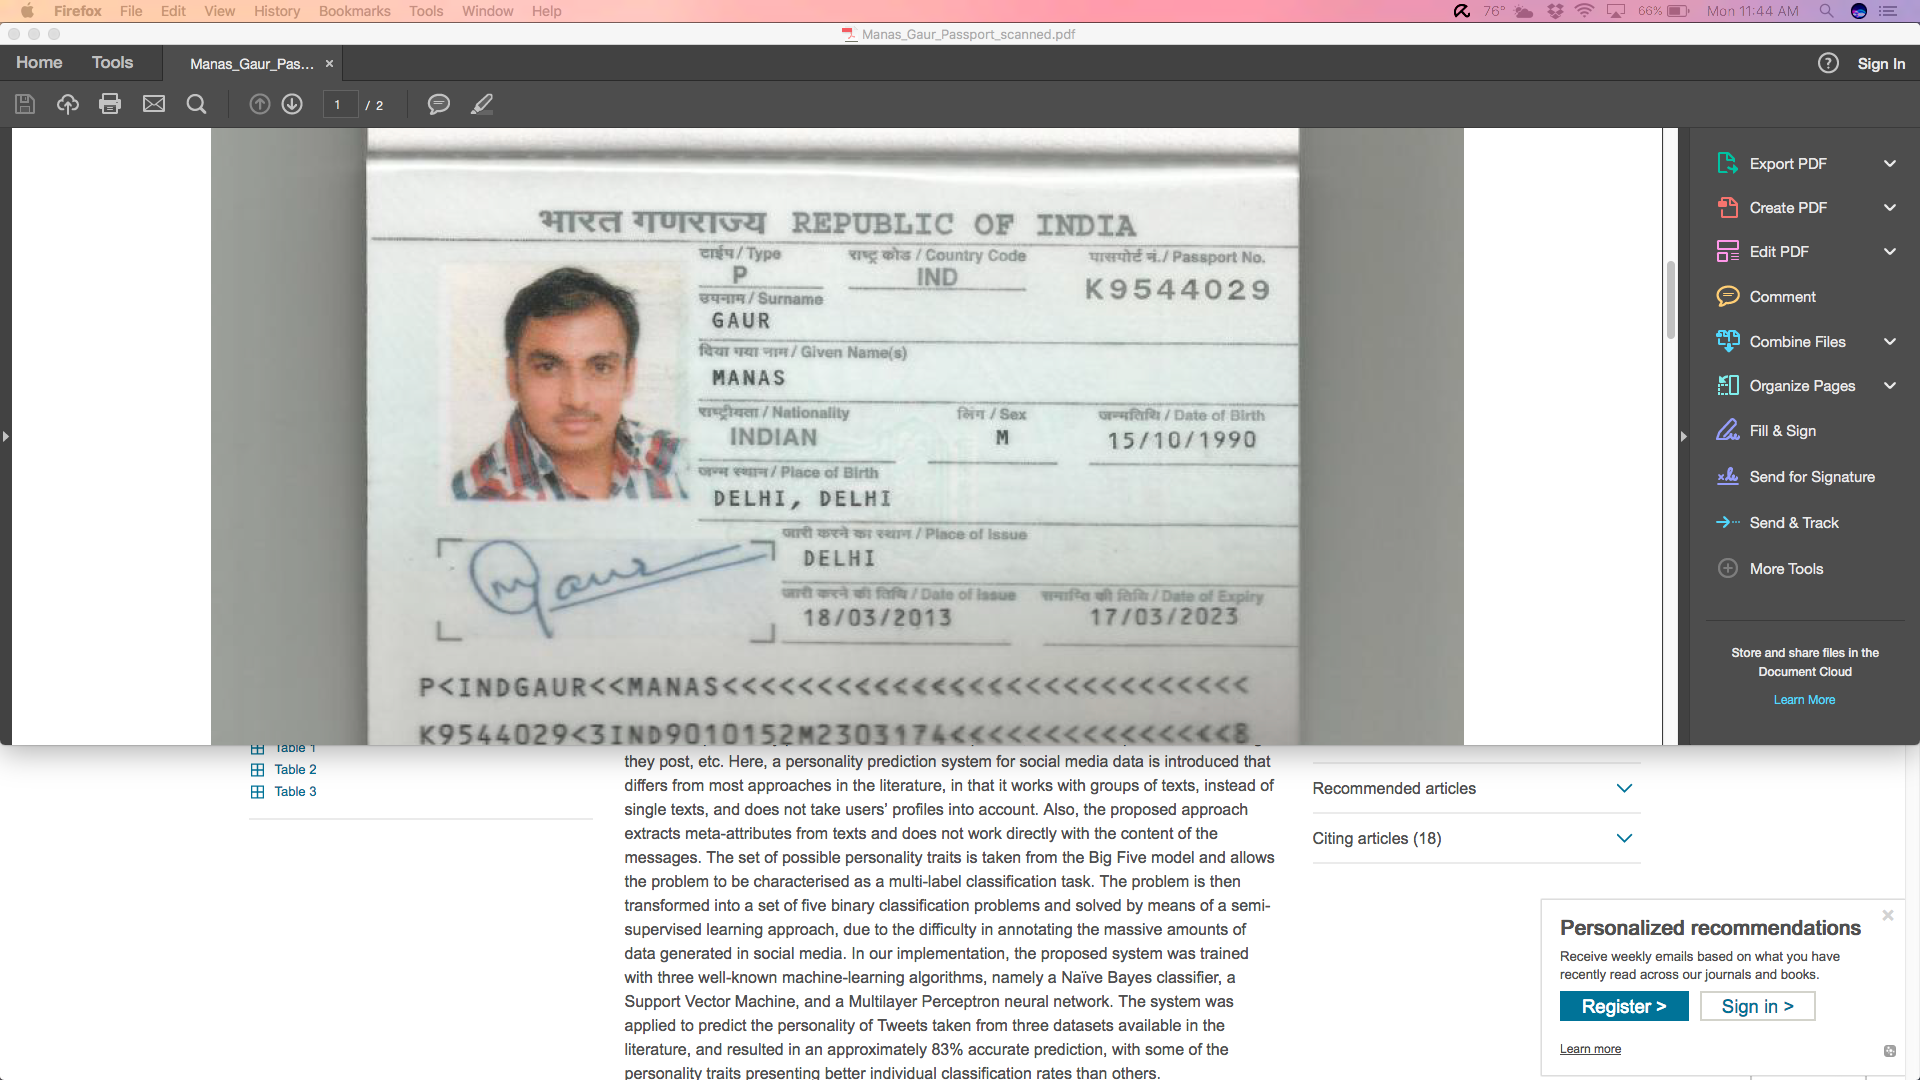 Firefox File Edit View History Bookmarks Tools Window Help 76° 66% Mon 11:44 AM
Manas_Gaur_Passport_scanned.pdf
Home Tools Manas_Gaur_Pas... × ? Sign In
1 / 2
भारत गणराज्य REPUBLIC OF INDIA
टाईप / Type राष्ट्र कोड / Country Code पासपोर्ट नं. / Passport No.
P IND K9544029
उपनाम / Surname
GAUR
दिया गया नाम / Given Name(s)
MANAS
राष्ट्रीयता / Nationality लिंग / Sex जन्मतिथि / Date of Birth
INDIAN M 15/10/1990
जन्म स्थान / Place of Birth
DELHI, DELHI
जारी करने का स्थान / Place of Issue
DELHI
जारी करने की तिथि / Date of Issue समाप्ति की तिथि / Date of Expiry
18/03/2013 17/03/2023
P<INDGAUR<<MANAS<<<<<<<<<<<<<<<<<<<<<<<<<<<<
K9544029<3IND9010152M2303174<<<<<<<<<<<<<<<8
Export PDF
Create PDF
Edit PDF
Comment
Combine Files
Organize Pages
Fill & Sign
Send for Signature
Send & Track
More Tools
Store and share files in the
Document Cloud
Learn More
Table 1
Table 2
Table 3
they post, etc. Here, a personality prediction system for social media data is introduced that
differs from most approaches in the literature, in that it works with groups of texts, instead of
single texts, and does not take users’ profiles into account. Also, the proposed approach
extracts meta-attributes from texts and does not work directly with the content of the
messages. The set of possible personality traits is taken from the Big Five model and allows
the problem to be characterised as a multi-label classification task. The problem is then
transformed into a set of five binary classification problems and solved by means of a semi-
supervised learning approach, due to the difficulty in annotating the massive amounts of
data generated in social media. In our implementation, the proposed system was trained
with three well-known machine-learning algorithms, namely a Naïve Bayes classifier, a
Support Vector Machine, and a Multilayer Perceptron neural network. The system was
applied to predict the personality of Tweets taken from three datasets available in the
literature, and resulted in an approximately 83% accurate prediction, with some of the
personality traits presenting better individual classification rates than others.
Recommended articles
Citing articles (18)
Personalized recommendations ×
Receive weekly emails based on what you have
recently read across our journals and books.
Register > Sign in >
Learn more